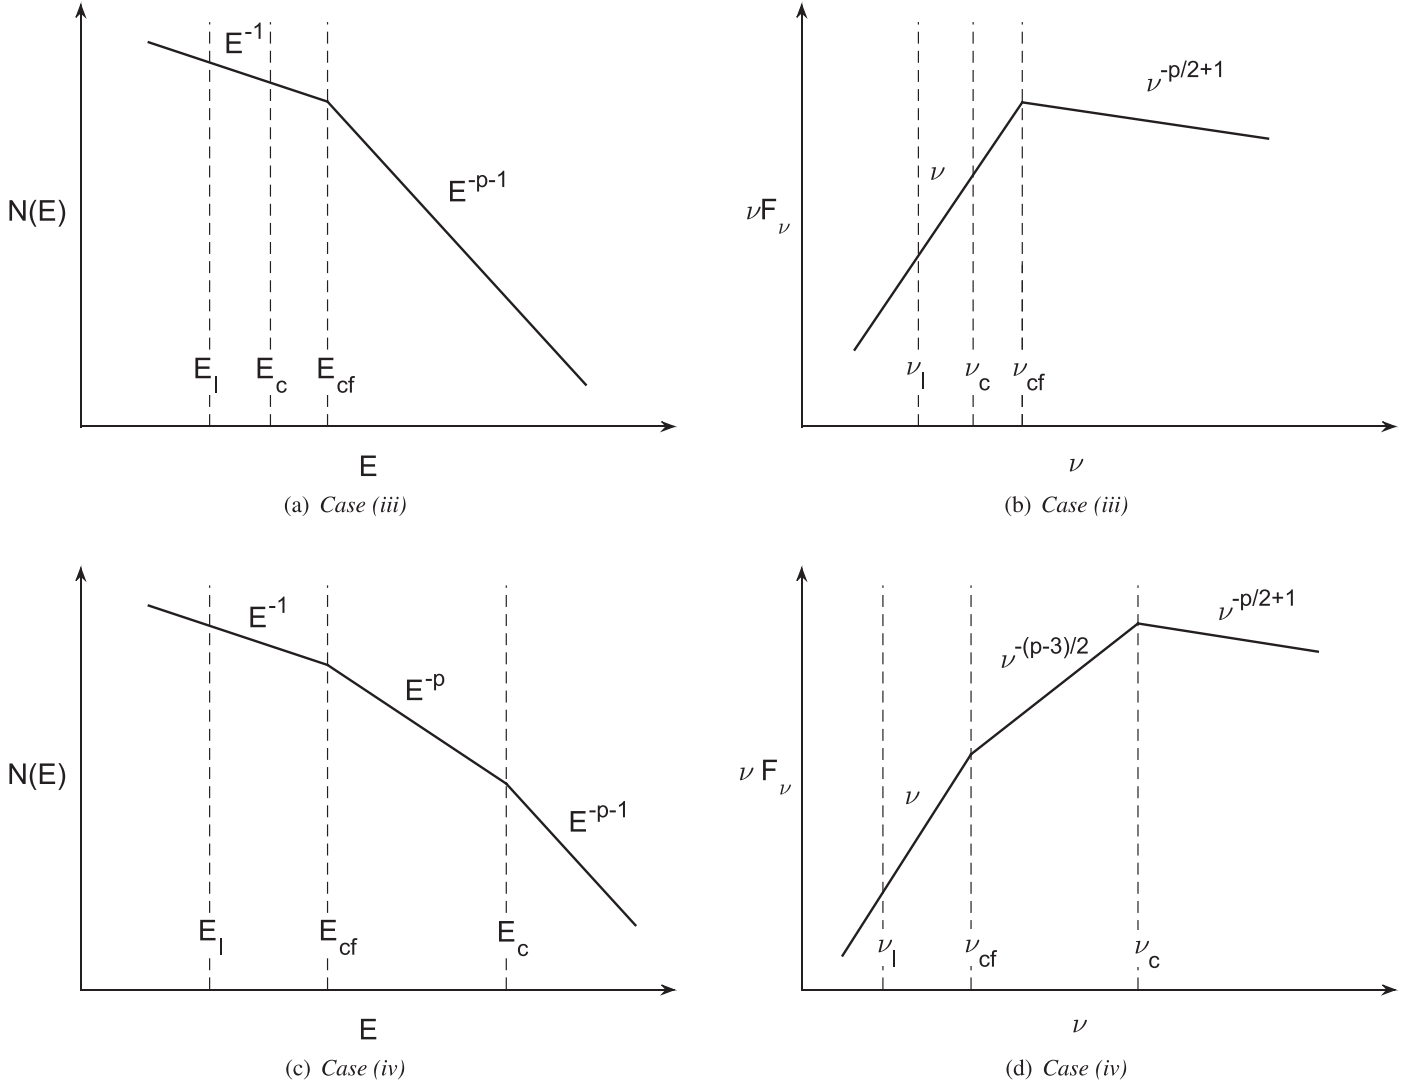 E^-1
ν^-p/2+1
ν
E^-p-1
N(E)
νF_ν
E_l E_c E_cf
ν_l ν_c ν_cf
E
ν
(a) Case (iii)
(b) Case (iii)
E^-1
ν^-p/2+1
ν^-(p-3)/2
E^-p
N(E)
ν F_ν
ν
E^-p-1
E_l E_cf E_c
ν_l ν_cf ν_c
E
ν
(c) Case (iv)
(d) Case (iv)